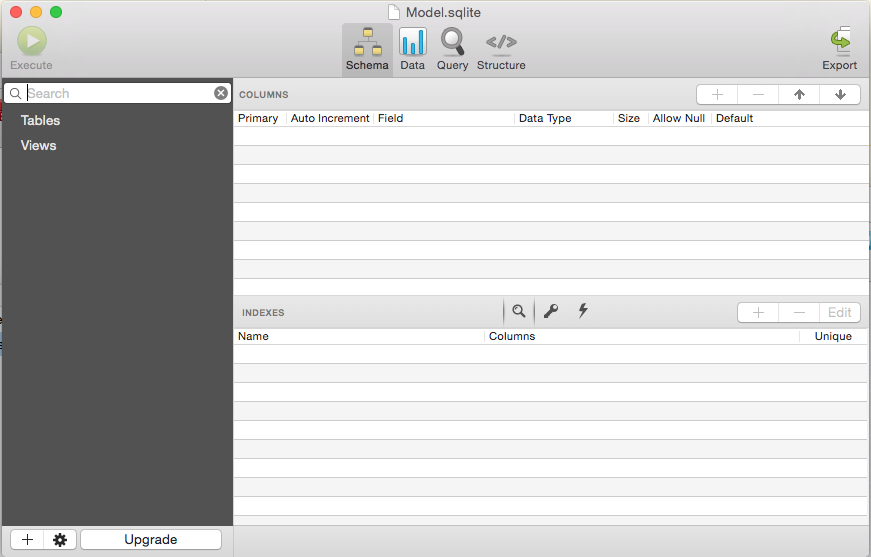 Model.sqlite
Execute
Schema Data Query Structure
Export
Search
Tables
Views
COLUMNS
Primary Auto Increment Field Data Type Size Allow Null Default
INDEXES
Edit
Name Columns Unique
Upgrade